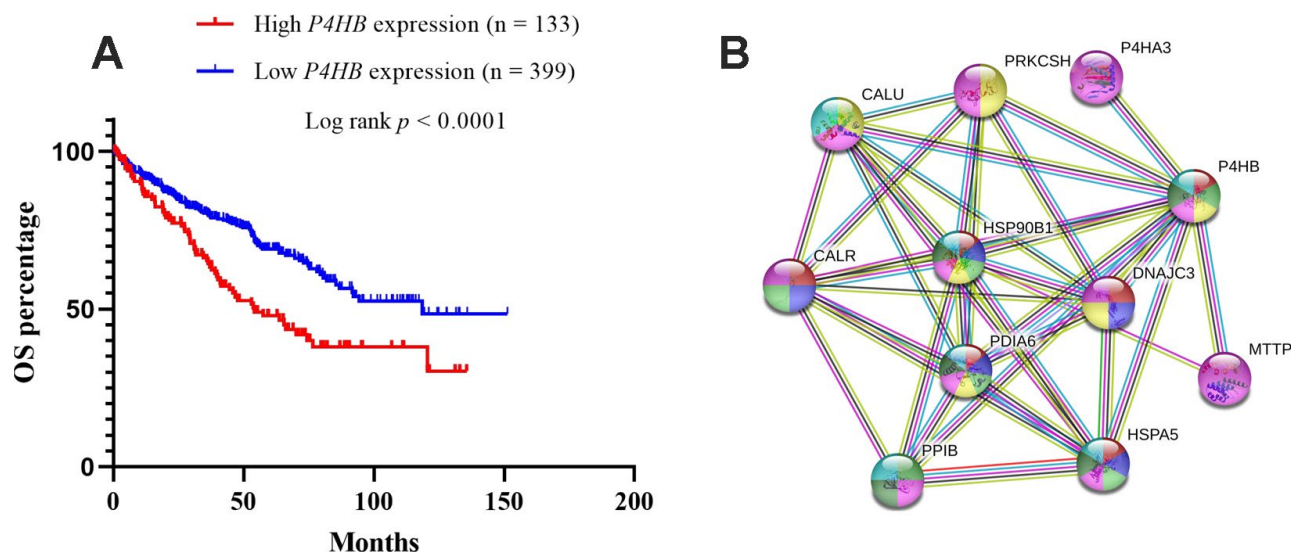 A
High P4HB expression (n = 133)
Low P4HB expression (n = 399)
Log rank p < 0.0001
OS percentage
100
50
0
0 50 100 150 200
Months
B
PRKCSH
P4HA3
CALU
P4HB
HSP90B1
CALR
DNAJC3
PDIA6
MTTP
HSPA5
PPIB